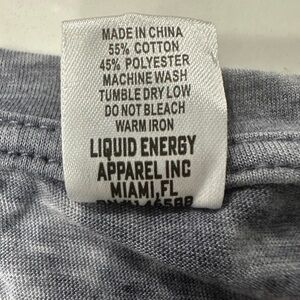 MADE IN CHINA
55% COTTON
45% POLYESTER
MACHINE WASH
TUMBLE DRY LOW
DO NOT BLEACH
WARM IRON
LIQUID ENERGY
APPAREL INC
MIAMI,FL